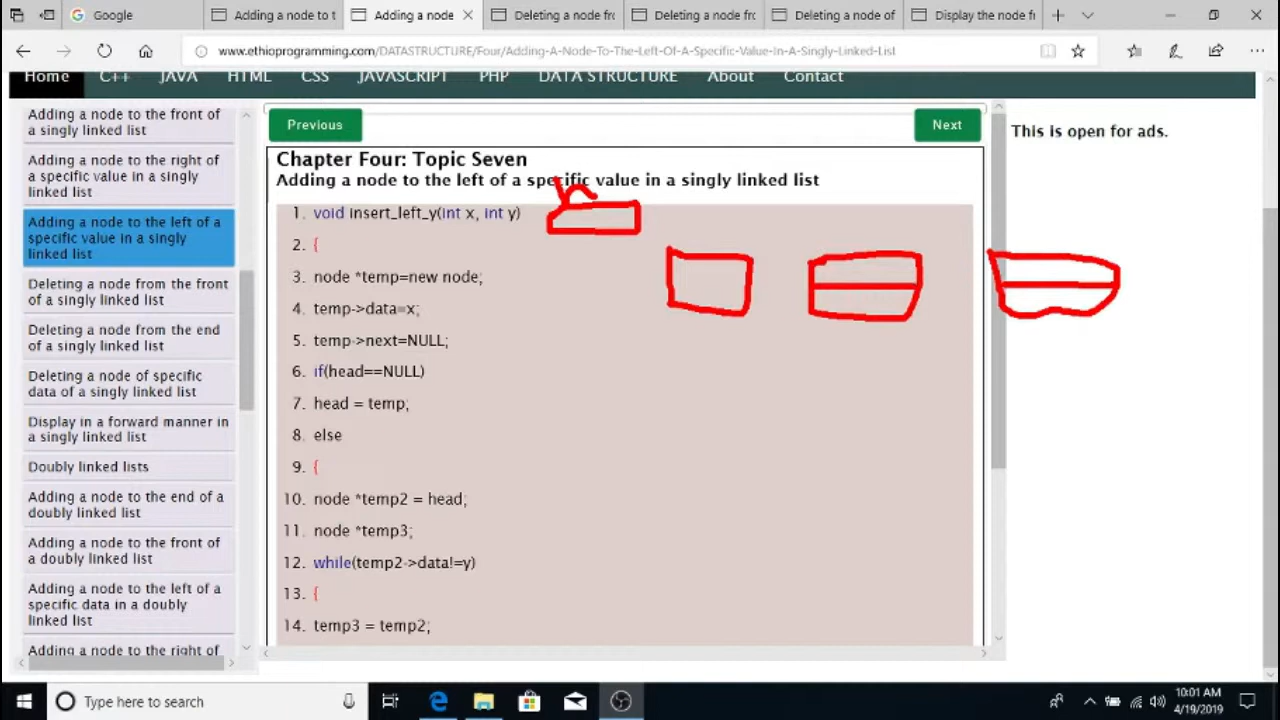 Google
Adding a node to t
Adding a node
Deleting a node fro
Deleting a node fro
Deleting a node of
Display the node f
www.ethioprogramming.com/DATASTRUCTURE/Four/Adding-A-Node-To-The-Left-Of-A-Specific-Value-In-A-Singly-Linked-List
Home C++ JAVA HTML CSS JAVASCRIPT PHP DATA STRUCTURE About Contact
Adding a node to the front of
a singly linked list
Adding a node to the right of
a specific value in a singly
linked list
Adding a node to the left of a
specific value in a singly
linked list
Deleting a node from the front
of a singly linked list
Deleting a node from the end
of a singly linked list
Deleting a node of specific
data of a singly linked list
Display in a forward manner in
a singly linked list
Doubly linked lists
Adding a node to the end of a
doubly linked list
Adding a node to the front of
a doubly linked list
Adding a node to the left of a
specific data in a doubly
linked list
Adding a node to the right of
Previous
Next
Chapter Four: Topic Seven
Adding a node to the left of a specific value in a singly linked list
1. void insert_left_y(int x, int y)
2. {
3. node *temp=new node;
4. temp->data=x;
5. temp->next=NULL;
6. if(head==NULL)
7. head = temp;
8. else
9. {
10. node *temp2 = head;
11. node *temp3;
12. while(temp2->data!=y)
13. {
14. temp3 = temp2;
This is open for ads.
Type here to search
10:01 AM
4/19/2019